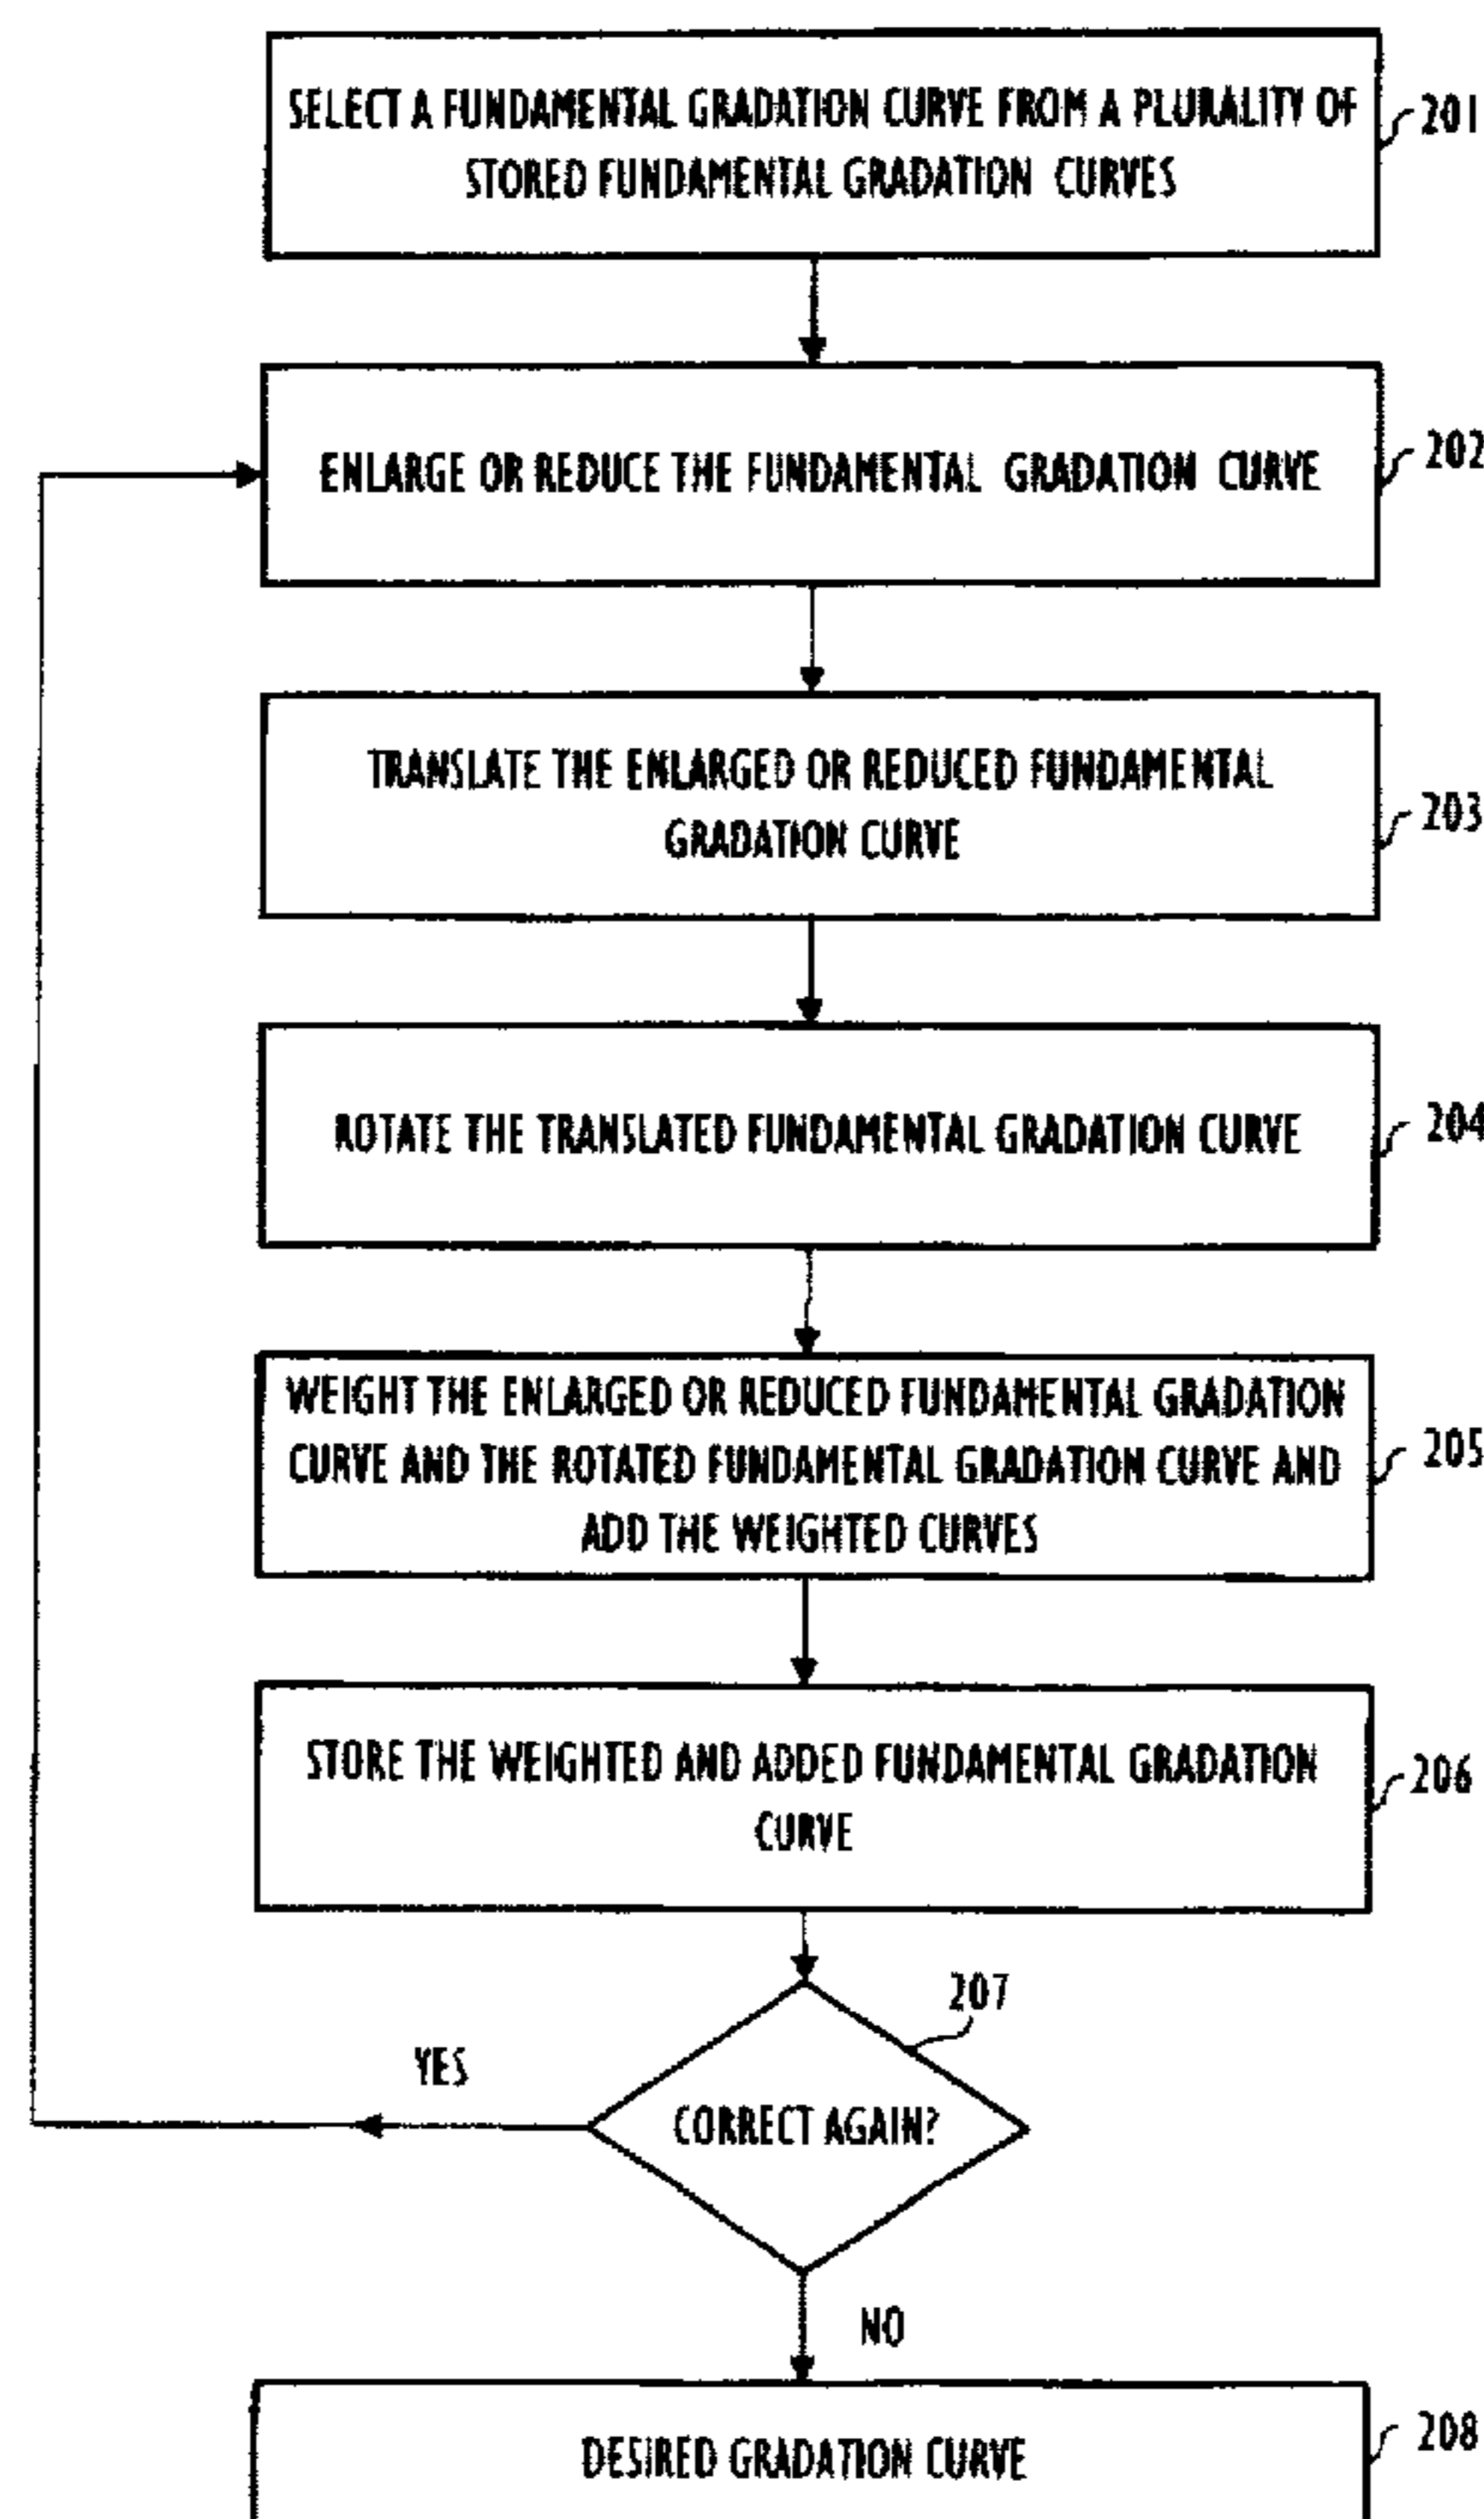 SELECT A FUNDAMENTAL GRADATION CURVE FROM A PLURALITY OF
STORED FUNDAMENTAL GRADATION CURVES
201
ENLARGE OR REDUCE THE FUNDAMENTAL GRADATION CURVE
202
TRANSLATE THE ENLARGED OR REDUCED FUNDAMENTAL
GRADATION CURVE
203
ROTATE THE TRANSLATED FUNDAMENTAL GRADATION CURVE
204
WEIGHT THE ENLARGED OR REDUCED FUNDAMENTAL GRADATION
CURVE AND THE ROTATED FUNDAMENTAL GRADATION CURVE AND
ADD THE WEIGHTED CURVES
205
STORE THE WEIGHTED AND ADDED FUNDAMENTAL GRADATION
CURVE
206
207
YES
CORRECT AGAIN?
NO
DESIRED GRADATION CURVE
208